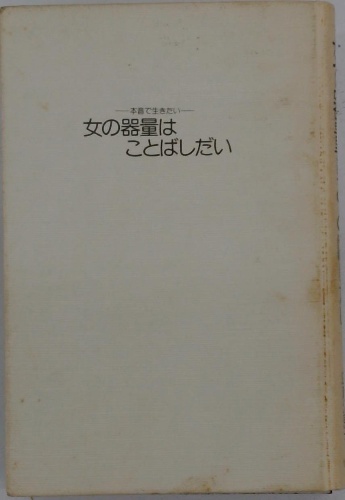 ―本音で生きたい―
女の器量は
ことばしだい